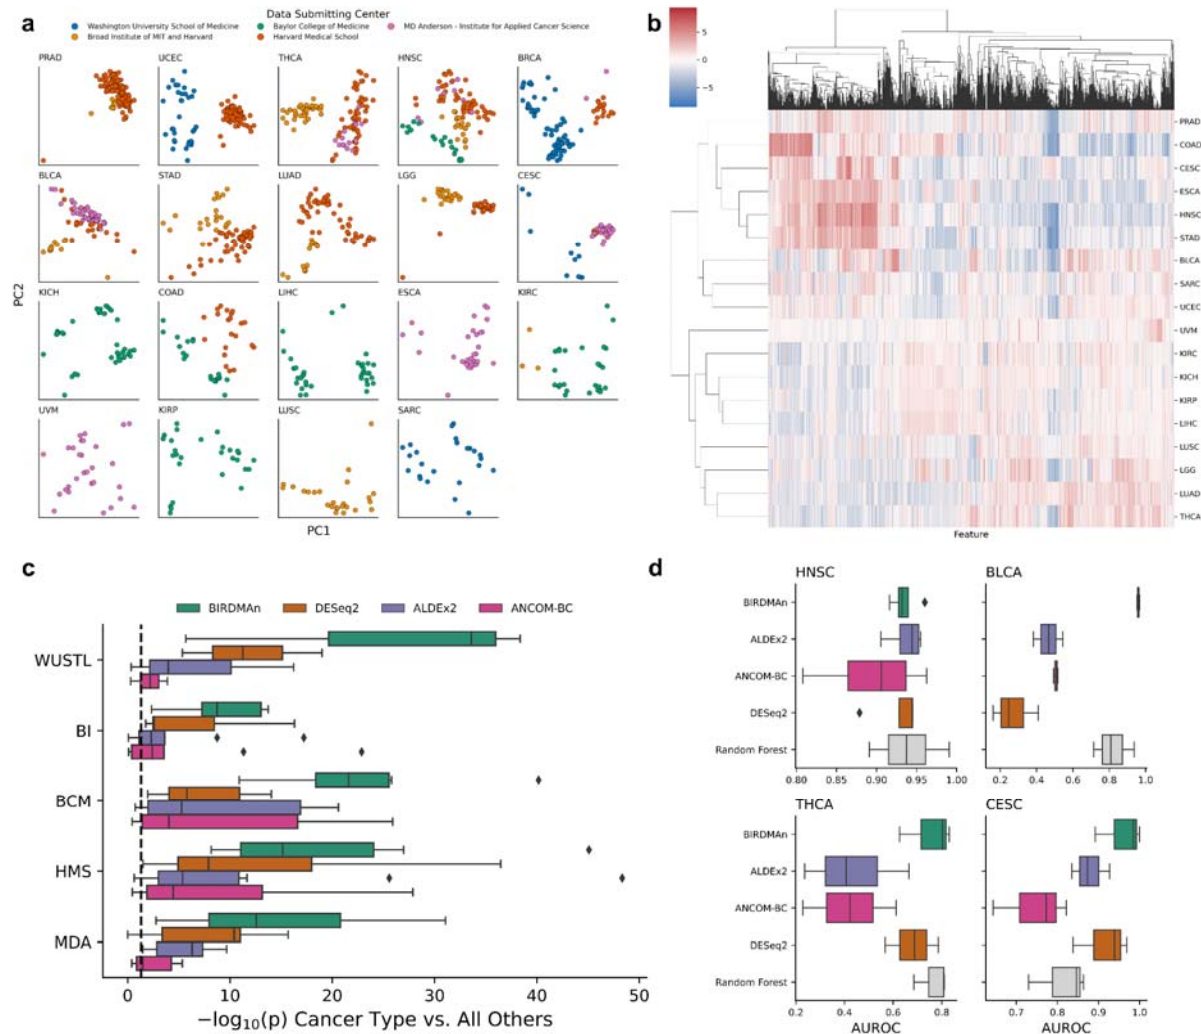 a
Data Submitting Center
Washington University School of Medicine
Baylor College of Medicine
MD Anderson - Institute for Applied Cancer Science
Broad Institute of MIT and Harvard
Harvard Medical School
PRAD
UCEC
THCA
HNSC
BRCA
BLCA
STAD
LUAD
LGG
CESC
KICH
COAD
LIHC
ESCA
KIRC
UVM
KIRP
LUSC
SARC
PC2
PC1
b
5
0
−5
PRAD
COAD
CESC
ESCA
HNSC
STAD
BLCA
SARC
UCEC
UVM
KIRC
KICH
KIRP
LIHC
LUSC
LGG
LUAD
THCA
Feature
c
BIRDMAn
DESeq2
ALDEx2
ANCOM-BC
WUSTL
BI
BCM
HMS
MDA
0 10 20 30 40 50
−log10(p) Cancer Type vs. All Others
d
HNSC
BIRDMAn
ALDEx2
ANCOM-BC
DESeq2
Random Forest
0.80 0.85 0.90 0.95 1.00
BLCA
0.2 0.4 0.6 0.8 1.0
THCA
BIRDMAn
ALDEx2
ANCOM-BC
DESeq2
Random Forest
0.2 0.4 0.6 0.8
AUROC
CESC
0.7 0.8 0.9 1.0
AUROC